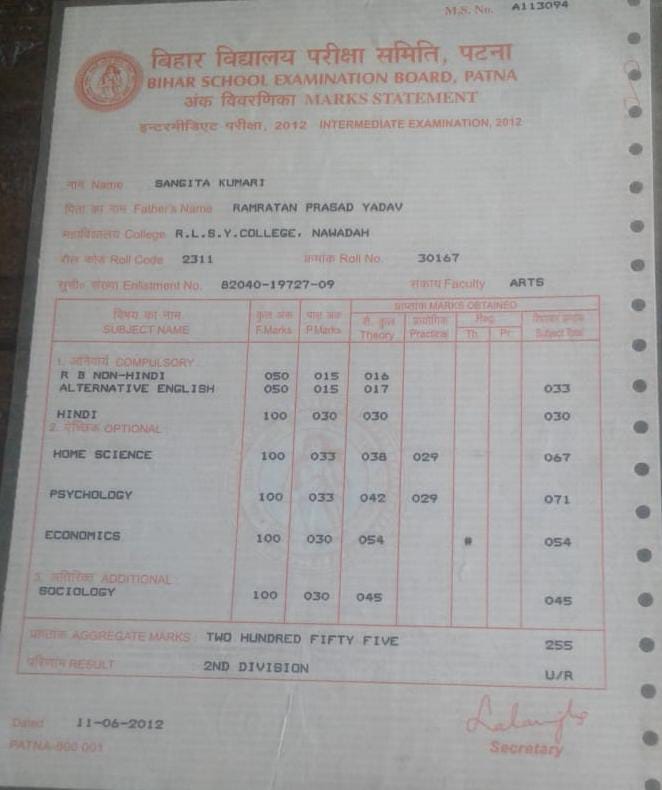 M.S. No. A113094
बिहार विद्यालय परीक्षा समिति, पटना
BIHAR SCHOOL EXAMINATION BOARD, PATNA
अंक विवरणिका MARKS STATEMENT
इन्टरमीडिएट परीक्षा, 2012 INTERMEDIATE EXAMINATION, 2012
नाम Name SANGITA KUMARI
पिता का नाम Father's Name RAMRATAN PRASAD YADAV
महाविद्यालय College R.L.S.Y.COLLEGE, NAWADAH
रौल कोड Roll Code 2311 क्रमांक Roll No. 30167
सूची० संख्या Enlistment No. 82040-19727-09 संकाय Faculty ARTS
विषय का नाम कुल अंक पास अंक प्राप्तांक MARKS OBTAINED
SUBJECT NAME F.Marks P.Marks सै. कुल Theory प्रायोगिक Practical Reg. Th. Pr. Subject Total
1. अनिवार्य COMPULSORY
R B NON-HINDI 050 015 016
ALTERNATIVE ENGLISH 050 015 017 033
HINDI 100 030 030 030
2. ऐच्छिक OPTIONAL
HOME SCIENCE 100 033 038 029 067
PSYCHOLOGY 100 033 042 029 071
ECONOMICS 100 030 054 # 054
3. अतिरिक्त ADDITIONAL
SOCIOLOGY 100 030 045 045
प्राप्तांक AGGREGATE MARKS : TWO HUNDRED FIFTY FIVE 255
परिणाम RESULT 2ND DIVISION U/R
Dated 11-06-2012
PATNA-800 001
Secretary